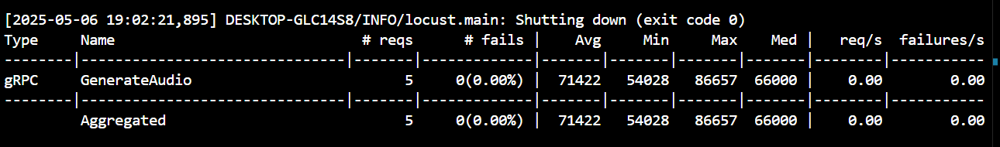 [2025-05-06 19:02:21,895] DESKTOP-GLC14S8/INFO/locust.main: Shutting down (exit code 0)
Type     Name                              # reqs      # fails |    Avg     Min     Max    Med |   req/s  failures/s
--------|-------------------------------|-------|-------------|-------|-------|-------|-------|--------|-----------
gRPC     GenerateAudio                          5     0(0.00%) |  71422   54028   86657  66000 |    0.00        0.00
--------|-------------------------------|-------|-------------|-------|-------|-------|-------|--------|-----------
         Aggregated                             5     0(0.00%) |  71422   54028   86657  66000 |    0.00        0.00